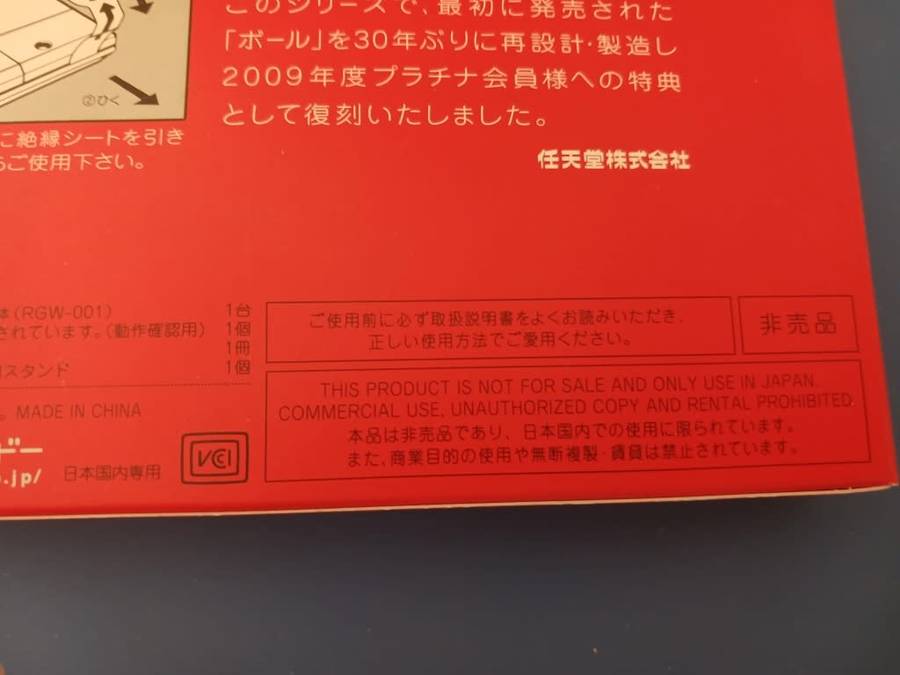 このシリーズで、最初に発売された
「ボール」を30年ぶりに再設計・製造し
2009年度プラチナ会員様への特典
として復刻いたしました。
任天堂株式会社
②ひく
に絶縁シートを引き
らご使用下さい。
体(RGW-001) 1台
されています。(動作確認用) 1個
1冊
スタンド 1個
。MADE IN CHINA
ビー
.jp/
日本国内専用
VCI
ご使用前に必ず取扱説明書をよくお読みいただき、
正しい使用方法でご愛用ください。
非売品
THIS PRODUCT IS NOT FOR SALE AND ONLY USE IN JAPAN.
COMMERCIAL USE, UNAUTHORIZED COPY AND RENTAL PROHIBITED.
本品は非売品であり、日本国内での使用に限られています。
また、商業目的の使用や無断複製・賃貸は禁止されています。